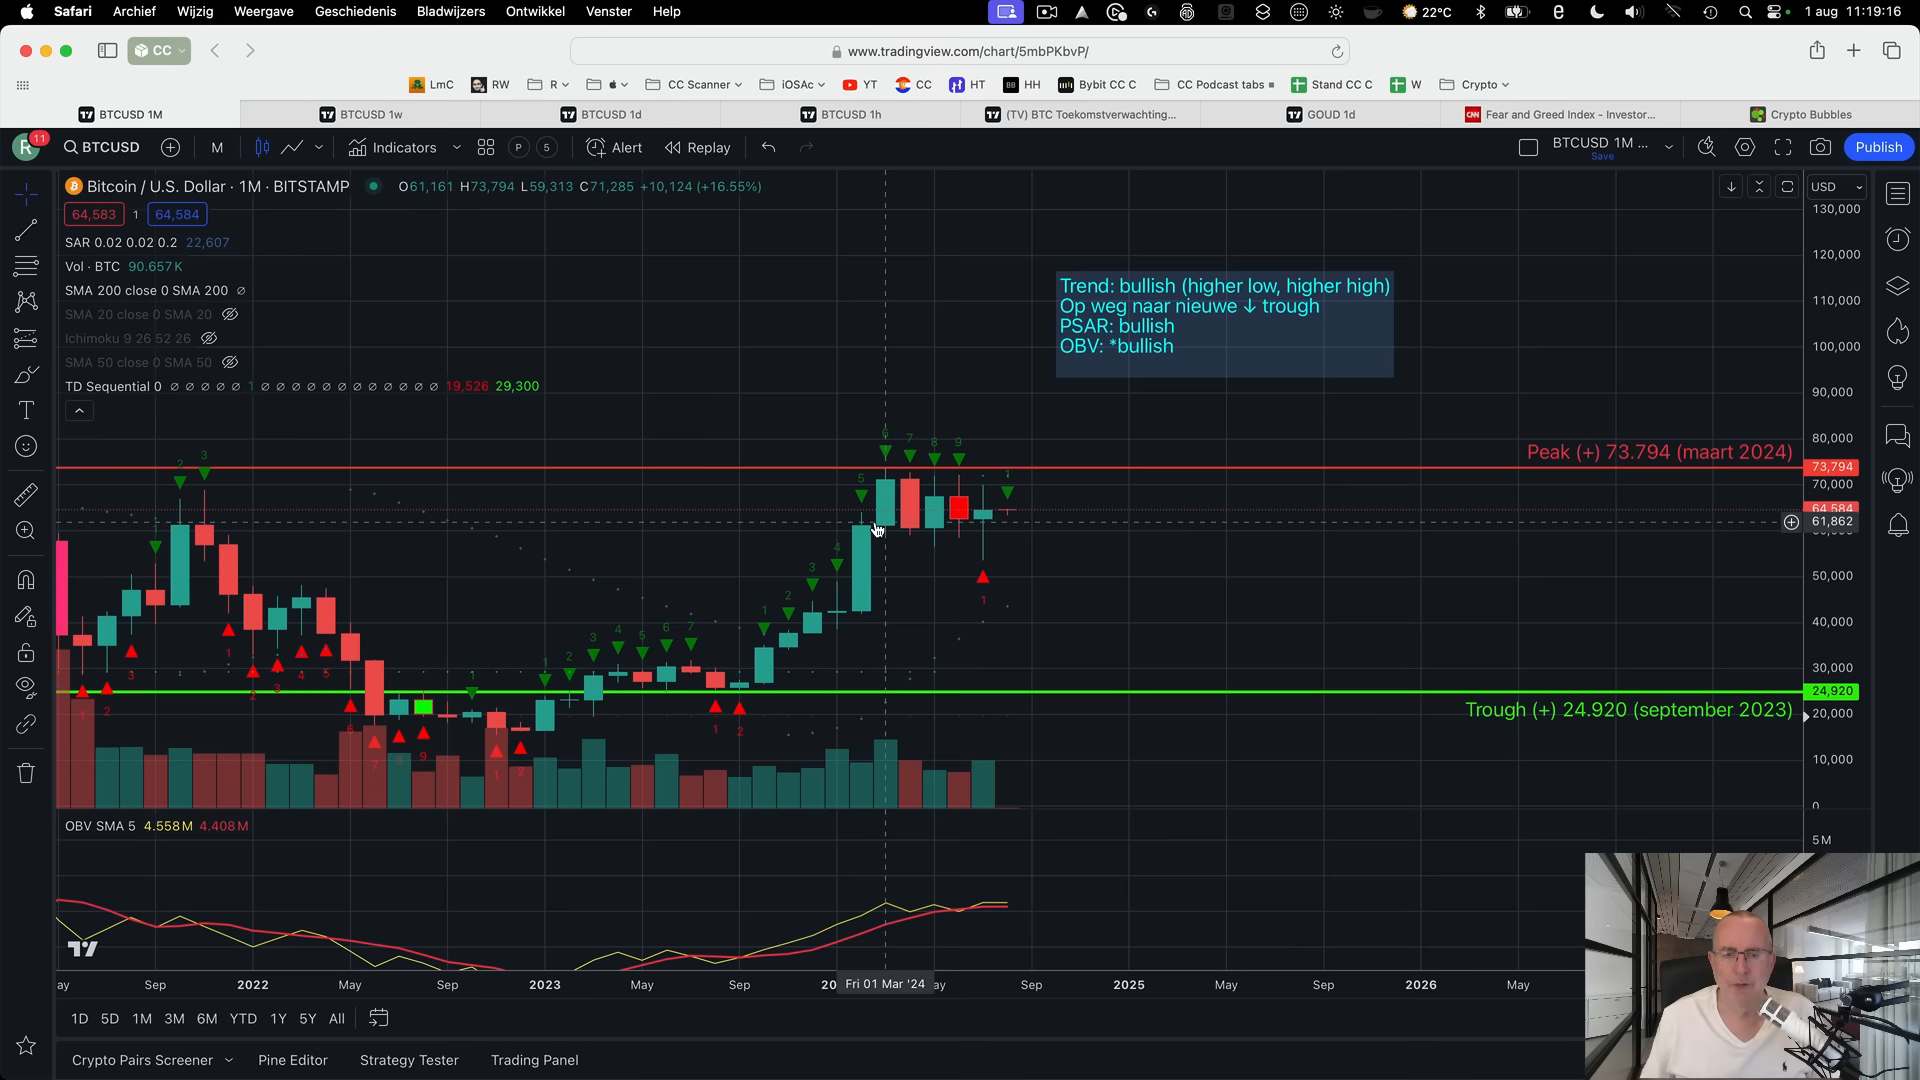 Safari Archief Wijzig Weergave Geschiedenis Bladwijzers Ontwikkel Venster Help 22°C 1 aug 11:19:16
CC www.tradingview.com/chart/5mbPKbvP/
LmC RW R CC Scanner iOSAc YT CC HT HH Bybit CC C CC Podcast tabs Stand CC C W Crypto
BTCUSD 1M BTCUSD 1w BTCUSD 1d BTCUSD 1h (TV) BTC Toekomstverwachting... GOUD 1d Fear and Greed Index - Investor... Crypto Bubbles
R 11 BTCUSD M Indicators P 5 Alert Replay BTCUSD 1M ... Save Publish
Bitcoin / U.S. Dollar · 1M · BITSTAMP O61,161 H73,794 L59,313 C71,285 +10,124 (+16.55%) USD
64,583 1 64,584
SAR 0.02 0.02 0.2 22,607
Vol · BTC 90.657K
SMA 200 close 0 SMA 200 ∅
SMA 20 close 0 SMA 20
Ichimoku 9 26 52 26
SMA 50 close 0 SMA 50
TD Sequential 0 ∅ ∅ ∅ ∅ ∅ 1 ∅ ∅ ∅ ∅ ∅ ∅ ∅ ∅ ∅ ∅ ∅ ∅ 19,526 29,300
Trend: bullish (higher low, higher high)
Op weg naar nieuwe ↓ trough
PSAR: bullish
OBV: *bullish
Peak (+) 73.794 (maart 2024)
Trough (+) 24.920 (september 2023)
130,000
120,000
110,000
100,000
90,000
80,000
73,794
70,000
64,584
61,862
50,000
40,000
30,000
24,920
20,000
10,000
0
OBV SMA 5 4.558M 4.408M
5M
ay Sep 2022 May Sep 2023 May Sep 20 Fri 01 Mar '24 ay Sep 2025 May Sep 2026 May
1D 5D 1M 3M 6M YTD 1Y 5Y All
Crypto Pairs Screener Pine Editor Strategy Tester Trading Panel